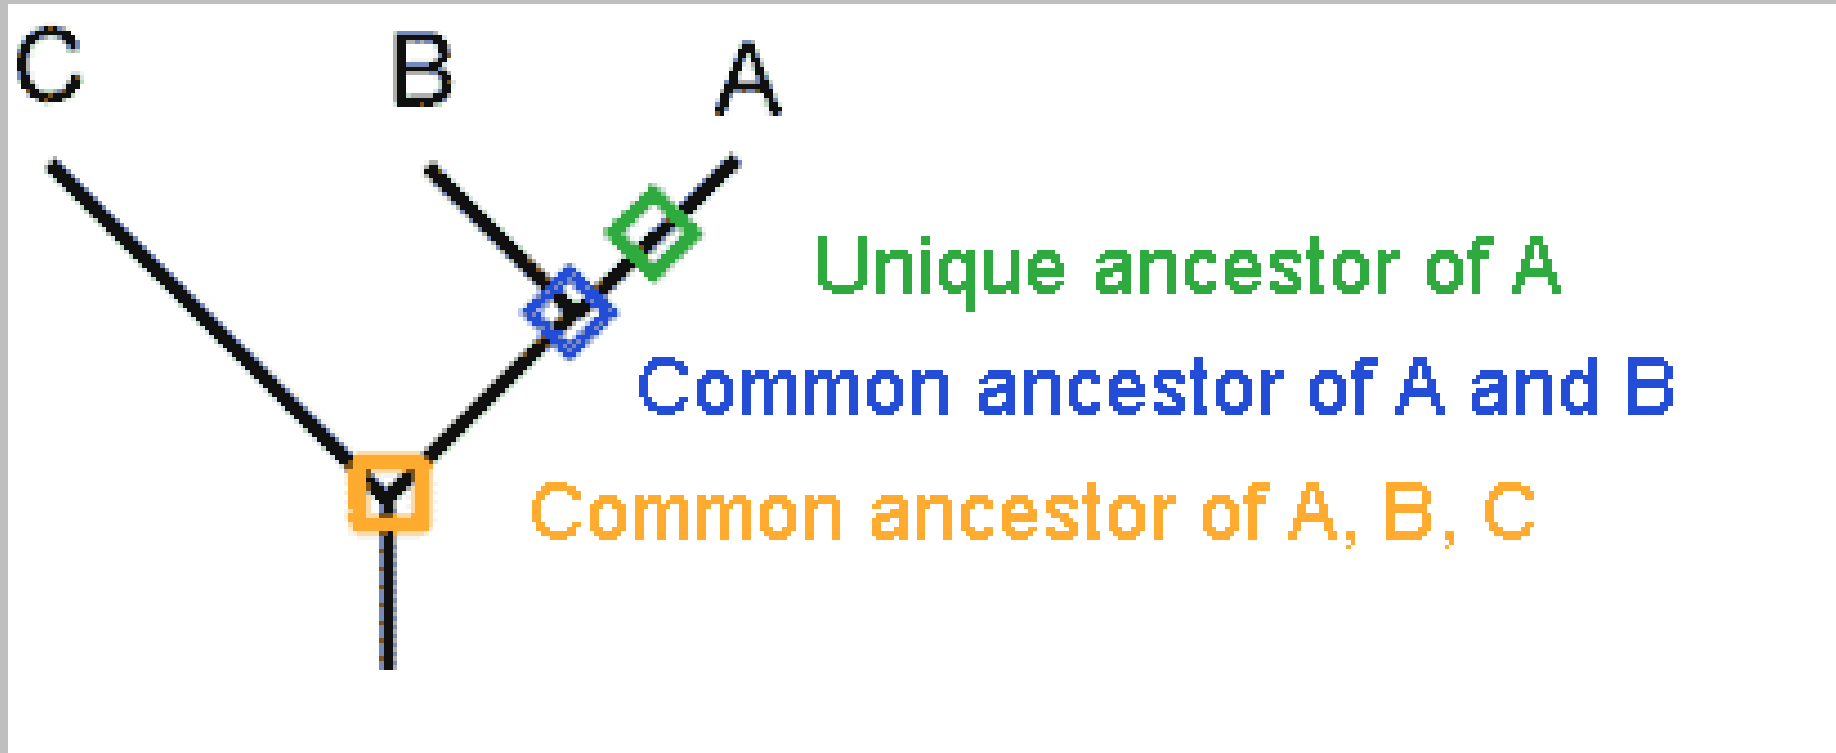 C B A
Unique ancestor of A
Common ancestor of A and B
Common ancestor of A, B, C